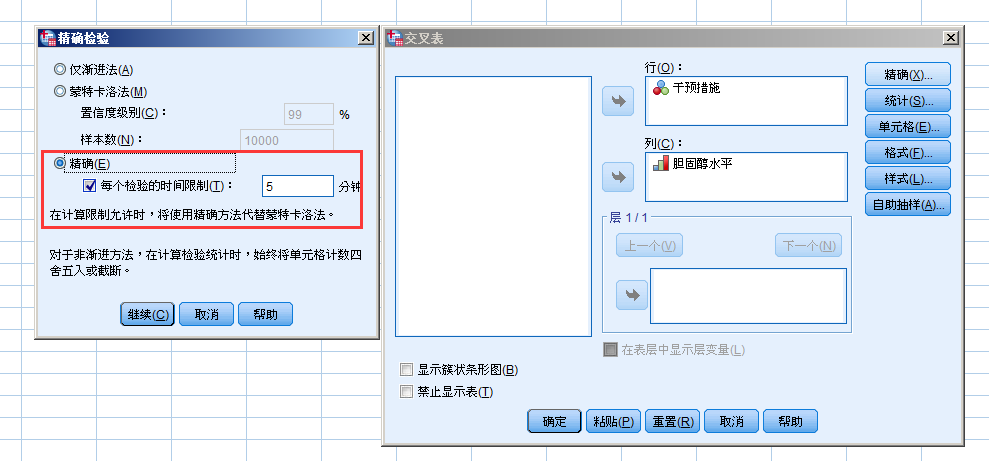 精确检验
仅渐进法(A)
蒙特卡洛法(M)
置信度级别(C)： 99 %
样本数(N)： 10000
精确(E)
每个检验的时间限制(T)： 5 分钟
在计算限制允许时，将使用精确方法代替蒙特卡洛法。
对于非渐进方法，在计算检验统计时，始终将单元格计数四
舍五入或截断。
继续(C) 取消 帮助
交叉表
行(O)：
干预措施
列(C)：
胆固醇水平
层 1 / 1
上一个(V) 下一个(N)
在表层中显示层变量(L)
精确(X)...
统计(S)...
单元格(E)...
格式(F)...
样式(L)...
自助抽样(A)...
显示簇状条形图(B)
禁止显示表(T)
确定 粘贴(P) 重置(R) 取消 帮助